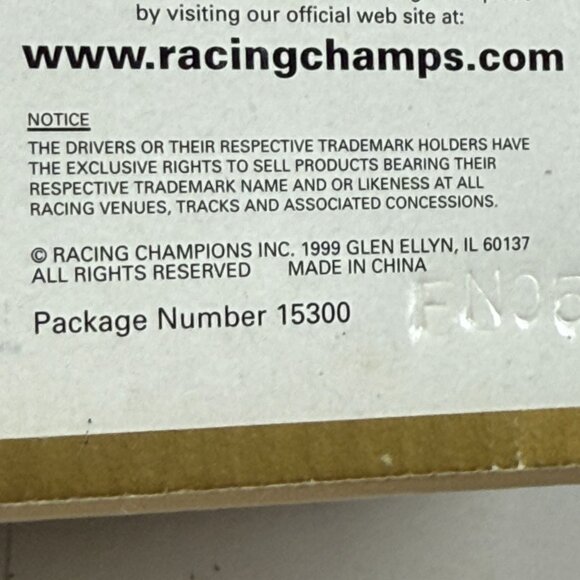 by visiting our official web site at:
www.racingchamps.com
NOTICE
THE DRIVERS OR THEIR RESPECTIVE TRADEMARK HOLDERS HAVE
THE EXCLUSIVE RIGHTS TO SELL PRODUCTS BEARING THEIR
RESPECTIVE TRADEMARK NAME AND OR LIKENESS AT ALL
RACING VENUES, TRACKS AND ASSOCIATED CONCESSIONS.
© RACING CHAMPIONS INC. 1999 GLEN ELLYN, IL 60137
ALL RIGHTS RESERVED MADE IN CHINA
Package Number 15300